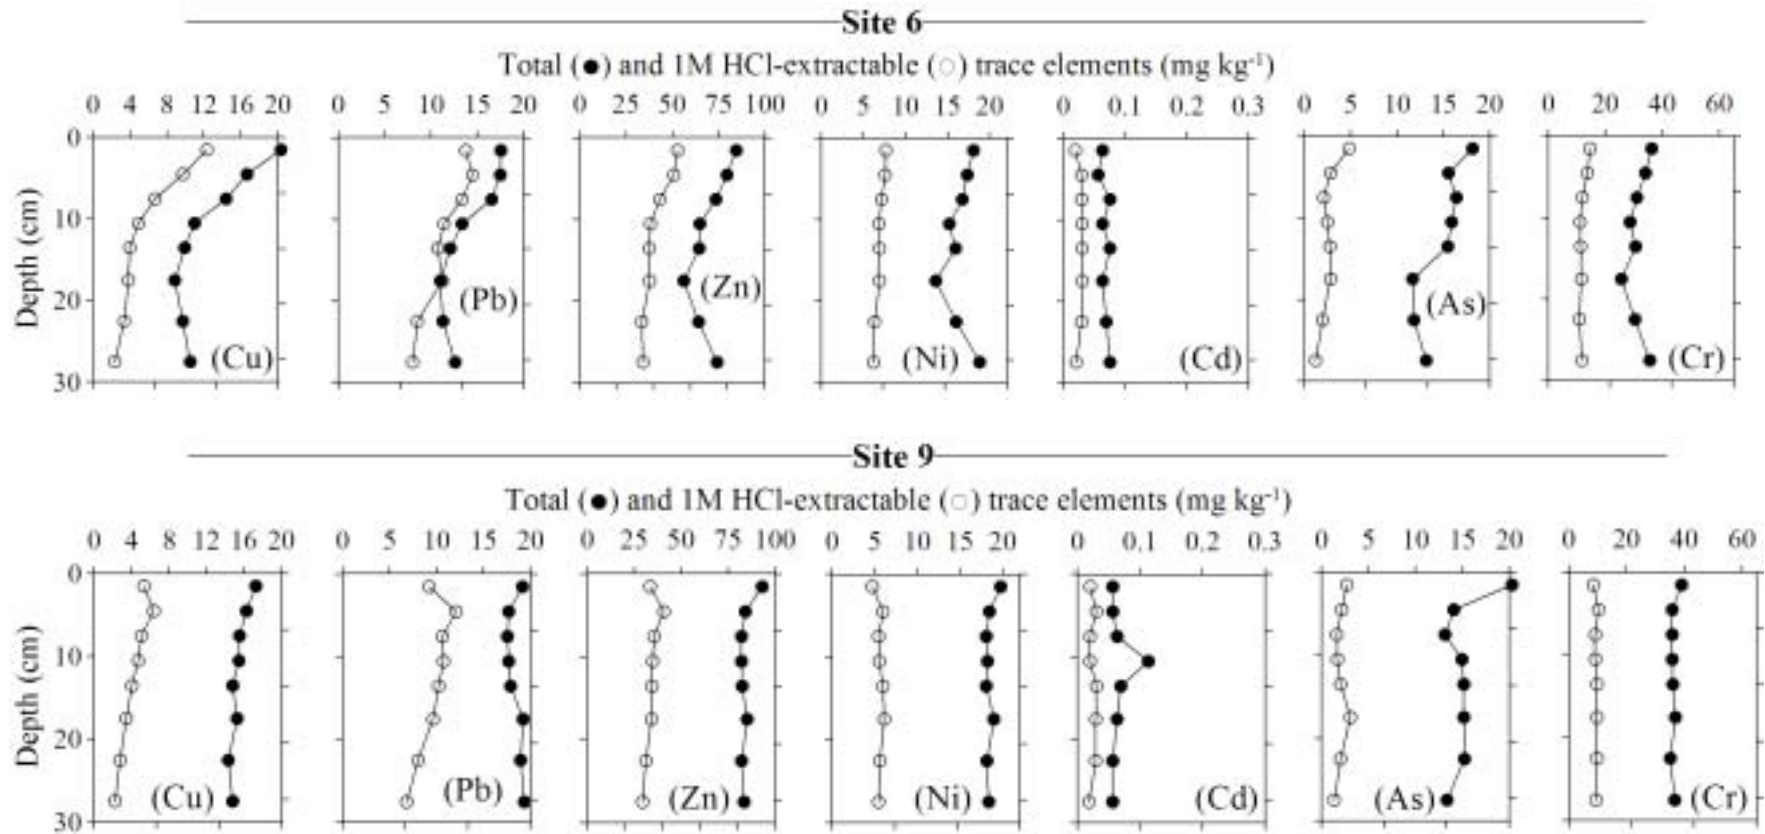 Site 6
Total (●) and 1M HCl-extractable (○) trace elements (mg kg⁻¹)
0 4 8 12 16 20 0 5 10 15 20 0 25 50 75 100 0 5 10 15 20 0 0.1 0.2 0.3 0 5 10 15 20 0 20 40 60
0
10
20
30
Depth (cm)
(Cu) (Pb) (Zn) (Ni) (Cd) (As) (Cr)
Site 9
Total (●) and 1M HCl-extractable (○) trace elements (mg kg⁻¹)
0 4 8 12 16 20 0 5 10 15 20 0 25 50 75 100 0 5 10 15 20 0 0.1 0.2 0.3 0 5 10 15 20 0 20 40 60
0
10
20
30
Depth (cm)
(Cu) (Pb) (Zn) (Ni) (Cd) (As) (Cr)